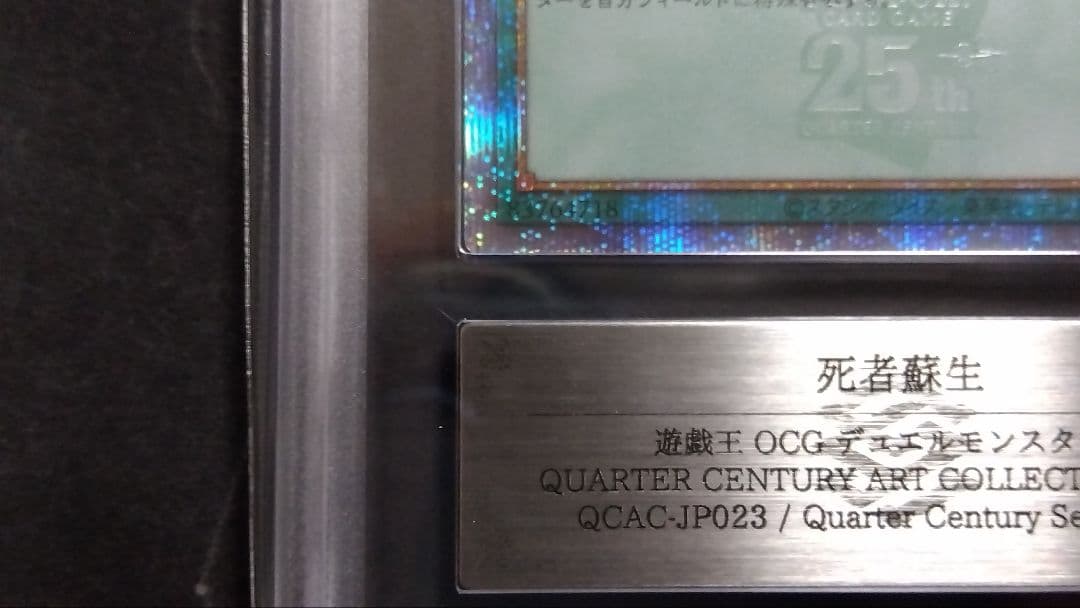 CARD GAME
25th
83764718
死者蘇生
遊戯王 OCG デュエルモンスタ
QUARTER CENTURY ART COLLECT
QCAC-JP023 / Quarter Century Se